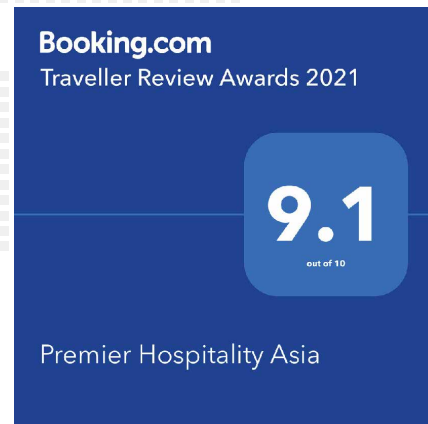 Booking.com
Traveller Review Awards 2021
9.1
out of 10
Premier Hospitality Asia